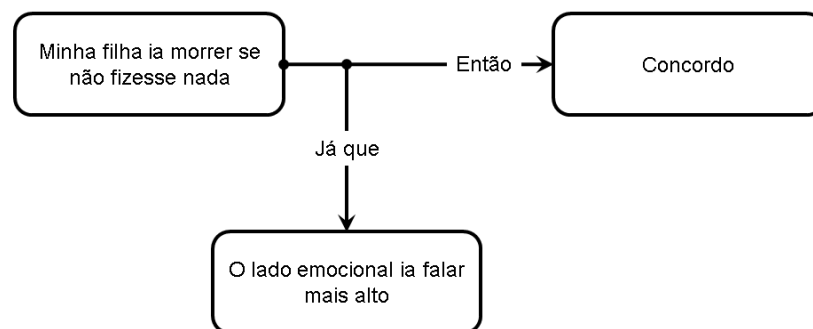 Minha filha ia morrer se
não fizesse nada
Então
Concordo
Já que
O lado emocional ia falar
mais alto